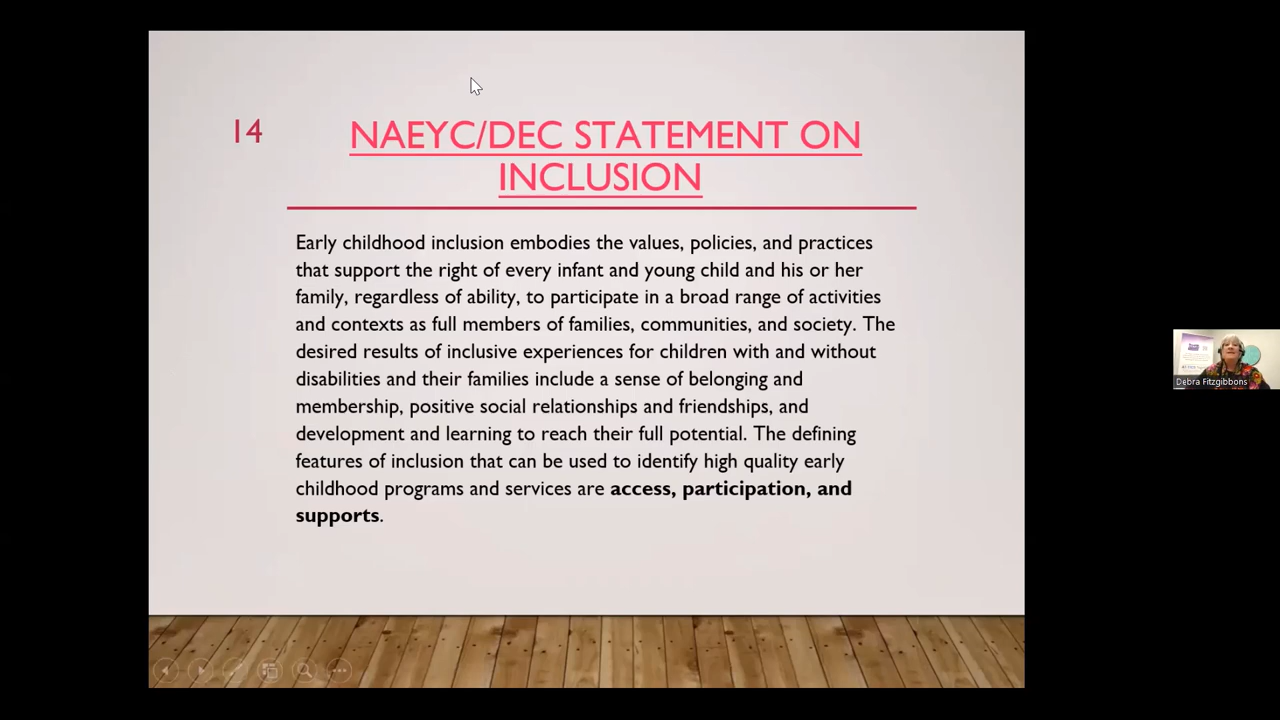 14
NAEYC/DEC STATEMENT ON
INCLUSION
Early childhood inclusion embodies the values, policies, and practices
that support the right of every infant and young child and his or her
family, regardless of ability, to participate in a broad range of activities
and contexts as full members of families, communities, and society. The
desired results of inclusive experiences for children with and without
disabilities and their families include a sense of belonging and
membership, positive social relationships and friendships, and
development and learning to reach their full potential. The defining
features of inclusion that can be used to identify high quality early
childhood programs and services are access, participation, and
supports.
Debra Fitzgibbons